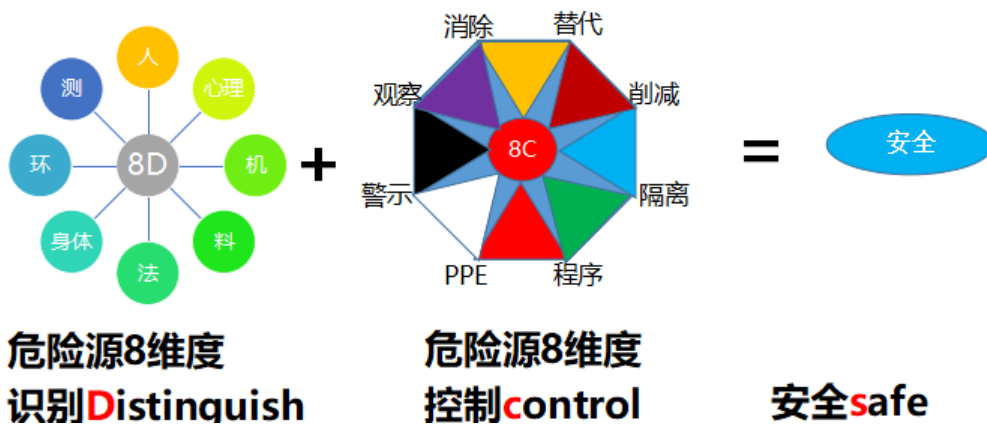 人
心理
机
料
法
身体
环
测
8D
+
消除
替代
削减
隔离
程序
PPE
警示
观察
8C
=
安全
危险源8维度
识别Distinguish
危险源8维度
控制control
安全safe